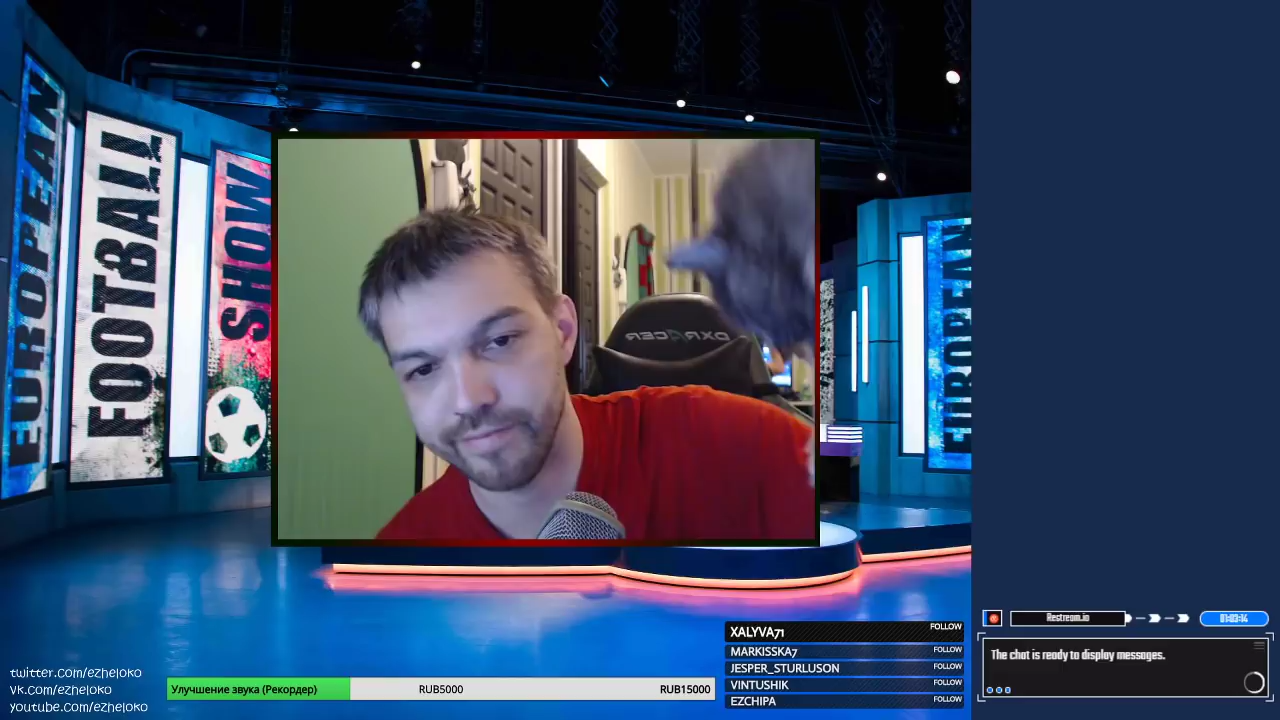 EUROPEAN
FOOTBALL
SHOW
DXRACER
EUROPEAN
twitter.com/ezheloko
vk.com/ezheloko
youtube.com/ezheloko
Улучшение звука (Рекордер)
RUB5000
RUB15000
XALYVA71 FOLLOW
MARKISSKA7 FOLLOW
JESPER_STURLUSON FOLLOW
VINTUSHIK FOLLOW
EZCHIPA FOLLOW
Restream.io
01:03:14
The chat is ready to display messages.